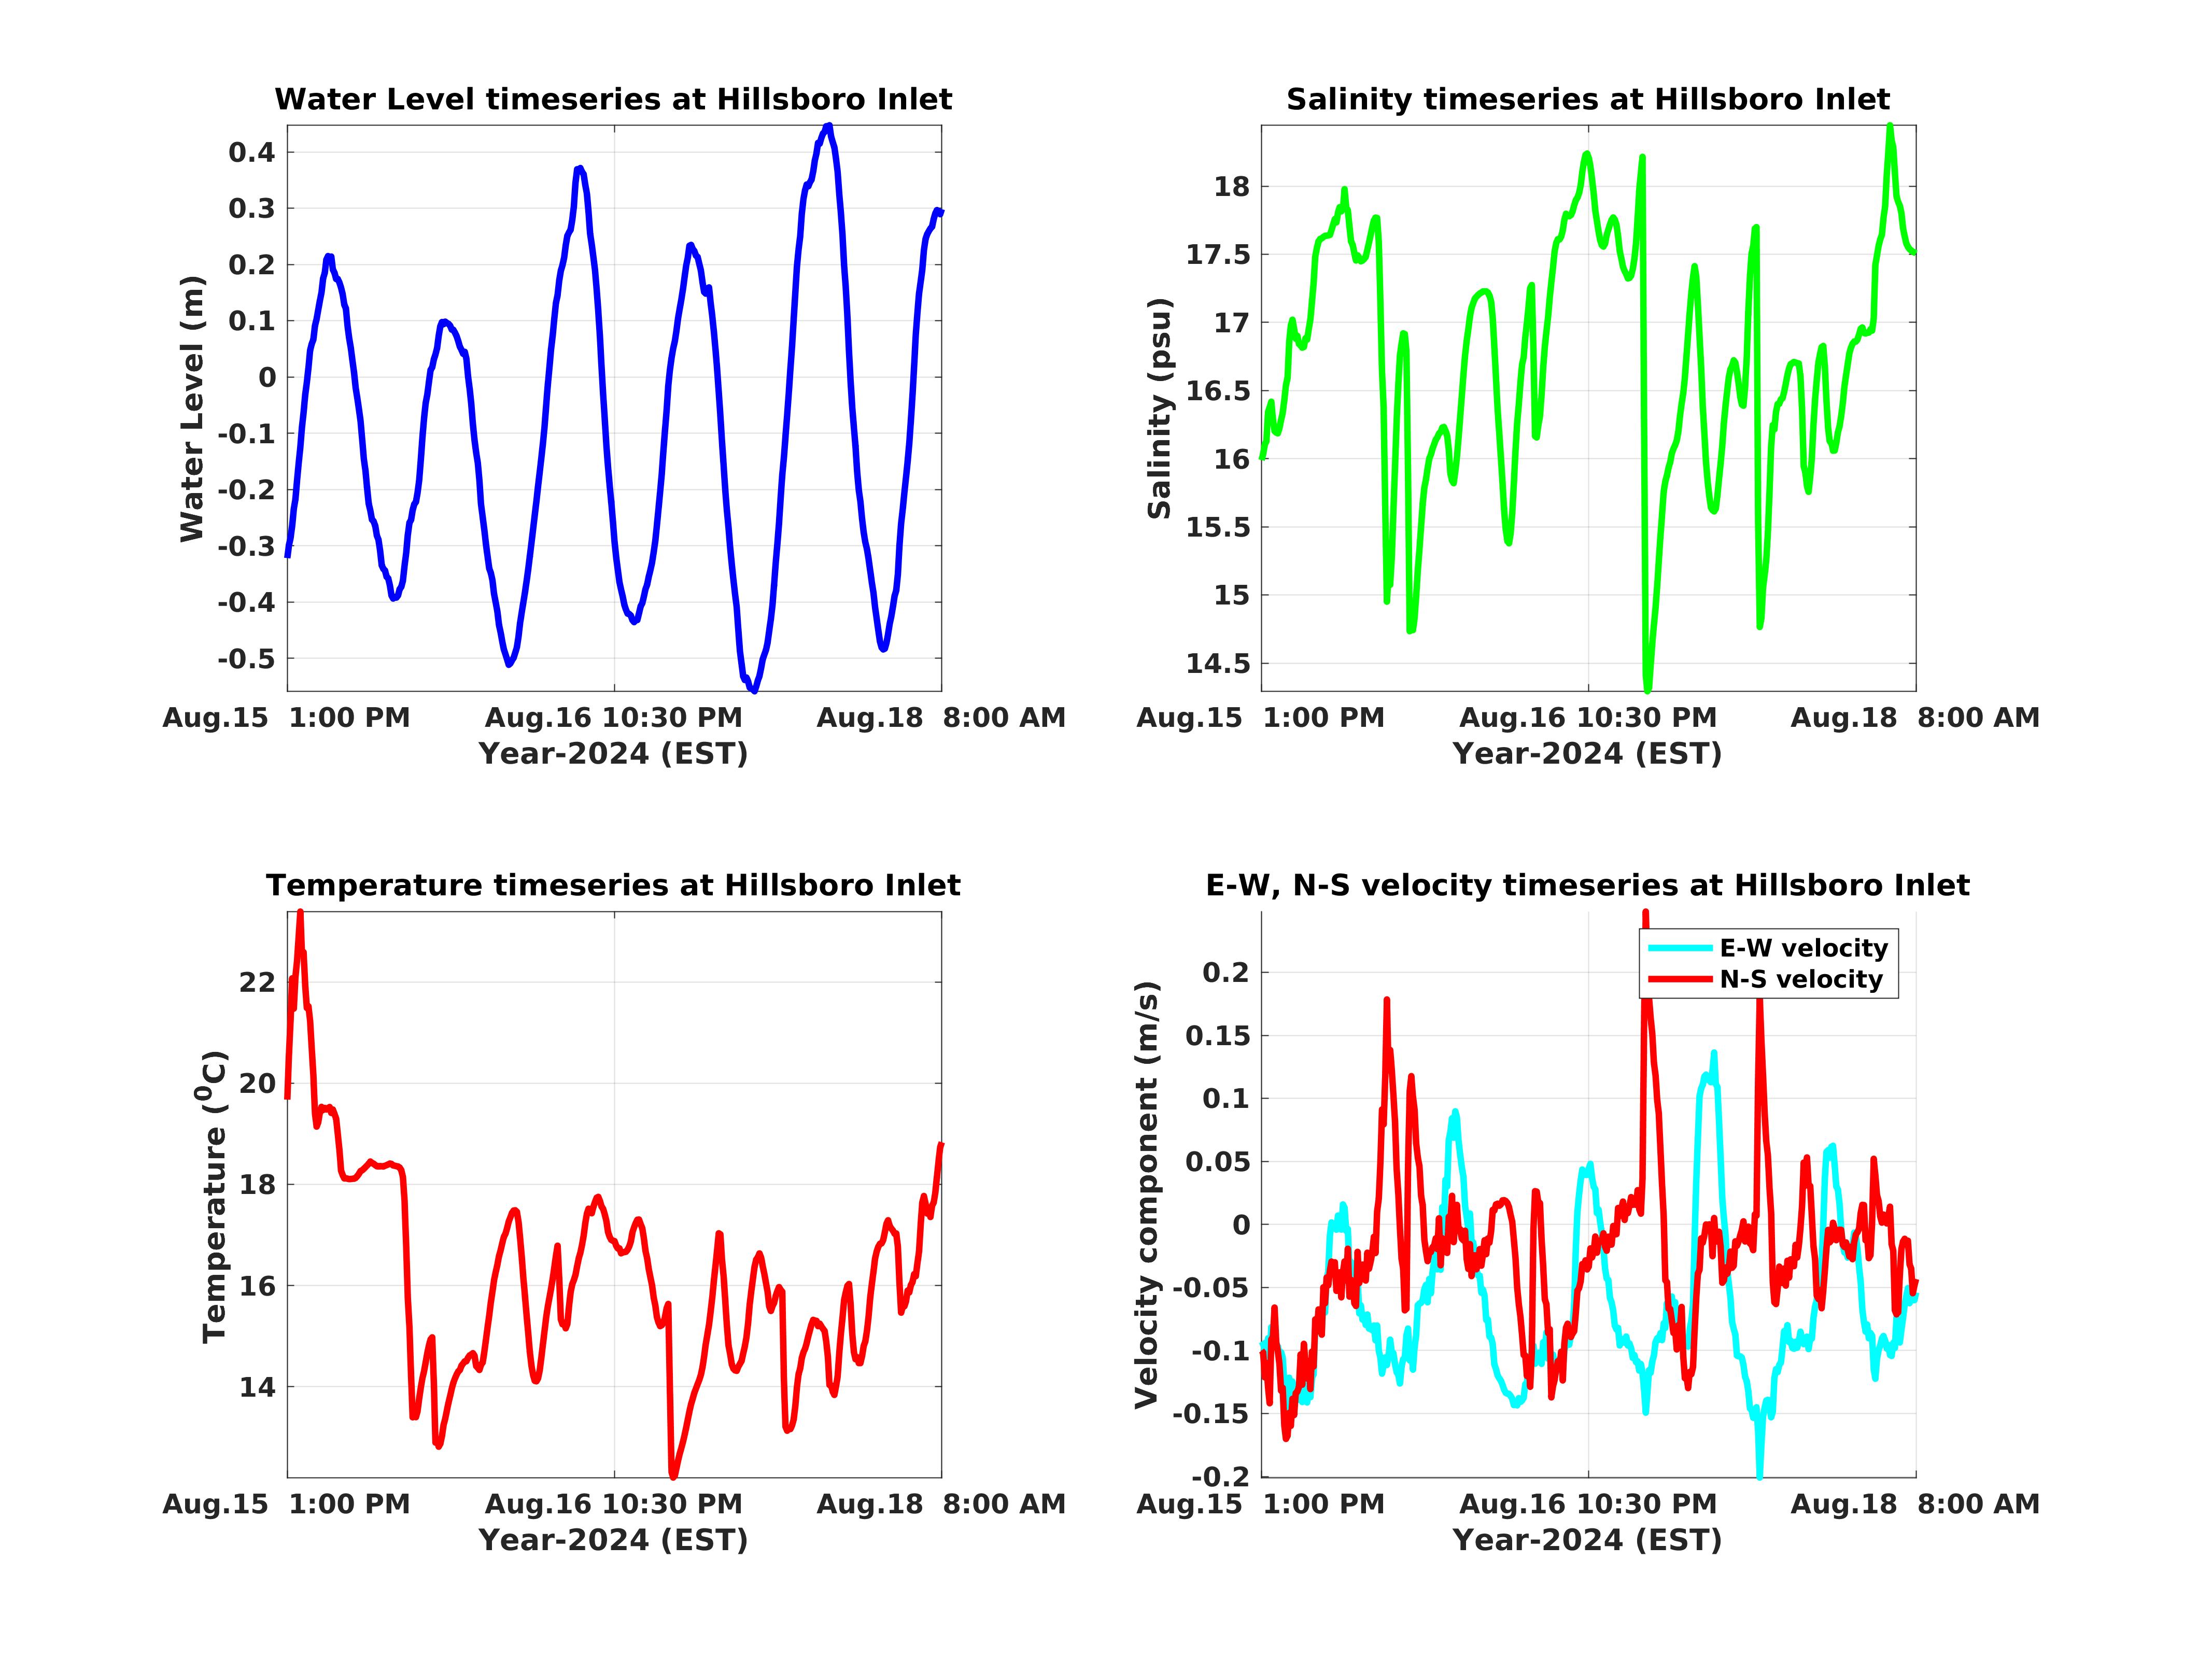 Water Level timeseries at Hillsboro Inlet
0.4
0.3
0.2
0.1
0
-0.1
-0.2
-0.3
-0.4
-0.5
Water Level (m)
Aug.15 1:00 PM
Aug.16 10:30 PM
Aug.18 8:00 AM
Year-2024 (EST)
Salinity timeseries at Hillsboro Inlet
18
17.5
17
16.5
16
15.5
15
14.5
Salinity (psu)
Aug.15 1:00 PM
Aug.16 10:30 PM
Aug.18 8:00 AM
Year-2024 (EST)
Temperature timeseries at Hillsboro Inlet
22
20
18
16
14
Temperature (⁰C)
Aug.15 1:00 PM
Aug.16 10:30 PM
Aug.18 8:00 AM
Year-2024 (EST)
E-W, N-S velocity timeseries at Hillsboro Inlet
E-W velocity
N-S velocity
0.2
0.15
0.1
0.05
0
-0.05
-0.1
-0.15
-0.2
Velocity component (m/s)
Aug.15 1:00 PM
Aug.16 10:30 PM
Aug.18 8:00 AM
Year-2024 (EST)